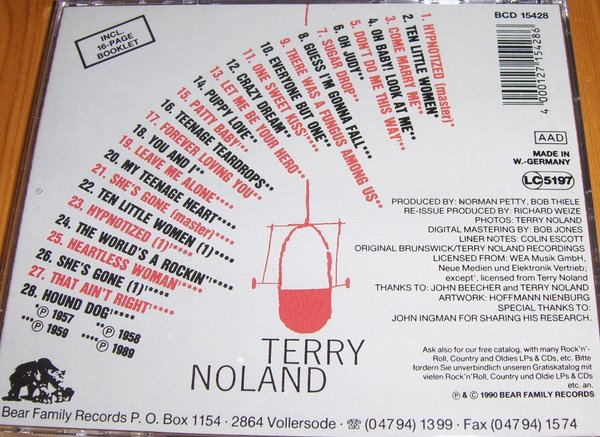 INCL.
16-PAGE
BOOKLET
1. HYPNOTIZED (master)*
2. TEN LITTLE WOMEN*
3. COME MARRY ME**
4. OH BABY! LOOK AT ME**
5. DON'T DO ME THIS WAY!**
6. OH JUDY**
7. SUGAR DROP**
8. GUESS I'M GONNA FALL***
9. THERE WAS A FUNGUS AMONG US**
10. EVERYONE BUT ONE**
11. ONE SWEET KISS**
12. CRAZY DREAM**
13. LET ME BE YOUR HERO**
14. PUPPY LOVE**
15. PATTY BABY'*
16. TEENAGE TEARDROPS***
17. FOREVER LOVING YOU**
18. YOU AND I**
19. LEAVE ME ALONE****
20. MY TEENAGE HEART****
21. SHE'S GONE (master)****
22. TEN LITTLE WOMEN (1)'****
23. HYPNOTIZED (1)'****
24. THE WORLD'S A ROCKIN'****
25. HEARTLESS WOMAN'****
26. SHE'S GONE (1)'****
27. THAT AIN'T RIGHT'****
28. HOUND DOG'****
*Ⓟ 1957 **Ⓟ 1958
***Ⓟ 1959 ****Ⓟ 1989
TERRY
NOLAND
BCD 15428
4 000127 154286
AAD
MADE IN
W.-GERMANY
LC 5197
PRODUCED BY: NORMAN PETTY, BOB THIELE
RE-ISSUE PRODUCED BY: RICHARD WEIZE
PHOTOS: TERRY NOLAND
DIGITAL MASTERING BY: BOB JONES
LINER NOTES: COLIN ESCOTT
ORIGINAL BRUNSWICK/TERRY NOLAND RECORDINGS
LICENSED FROM: WEA Musik GmbH,
Neue Medien und Elektronik Vertrieb;
except', licensed from Terry Noland
THANKS TO: JOHN BEECHER and TERRY NOLAND
ARTWORK: HOFFMANN NIENBURG
SPECIAL THANKS TO:
JOHN INGMAN FOR SHARING HIS RESEARCH.
Ask also for our free catalog, with many Rock'n'-
Roll, Country and Oldies LPs & CDs, etc. Bitte
fordern Sie unverbindlich unseren Gratiskatalog mit
vielen Rock'n'Roll, Country und Oldie LPs & CDs
etc. an.
Ⓟ & © 1990 BEAR FAMILY RECORDS
Bear Family Records P. O. Box 1154 · 2864 Vollersode · ☏ (04794) 1399 · Fax (04794) 1574